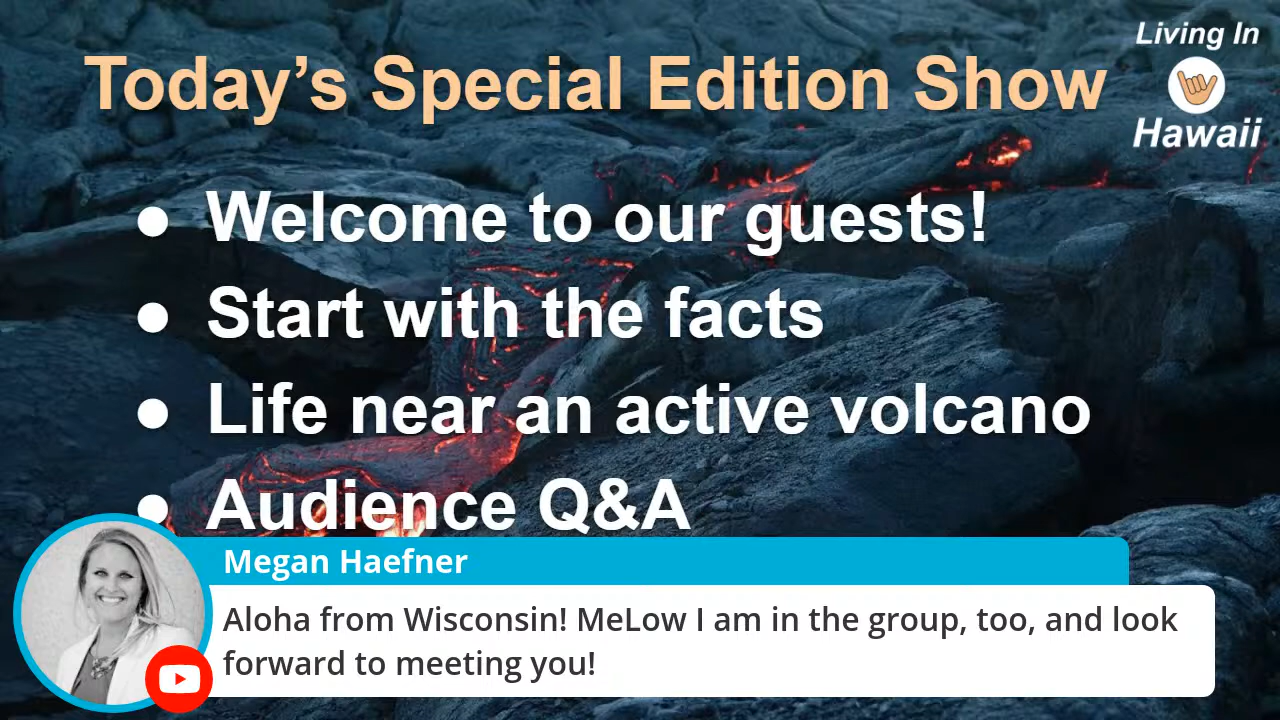 Living In
Hawaii
Today’s Special Edition Show
● Welcome to our guests!
● Start with the facts
● Life near an active volcano
● Audience Q&A
Megan Haefner
Aloha from Wisconsin! MeLow I am in the group, too, and look
forward to meeting you!